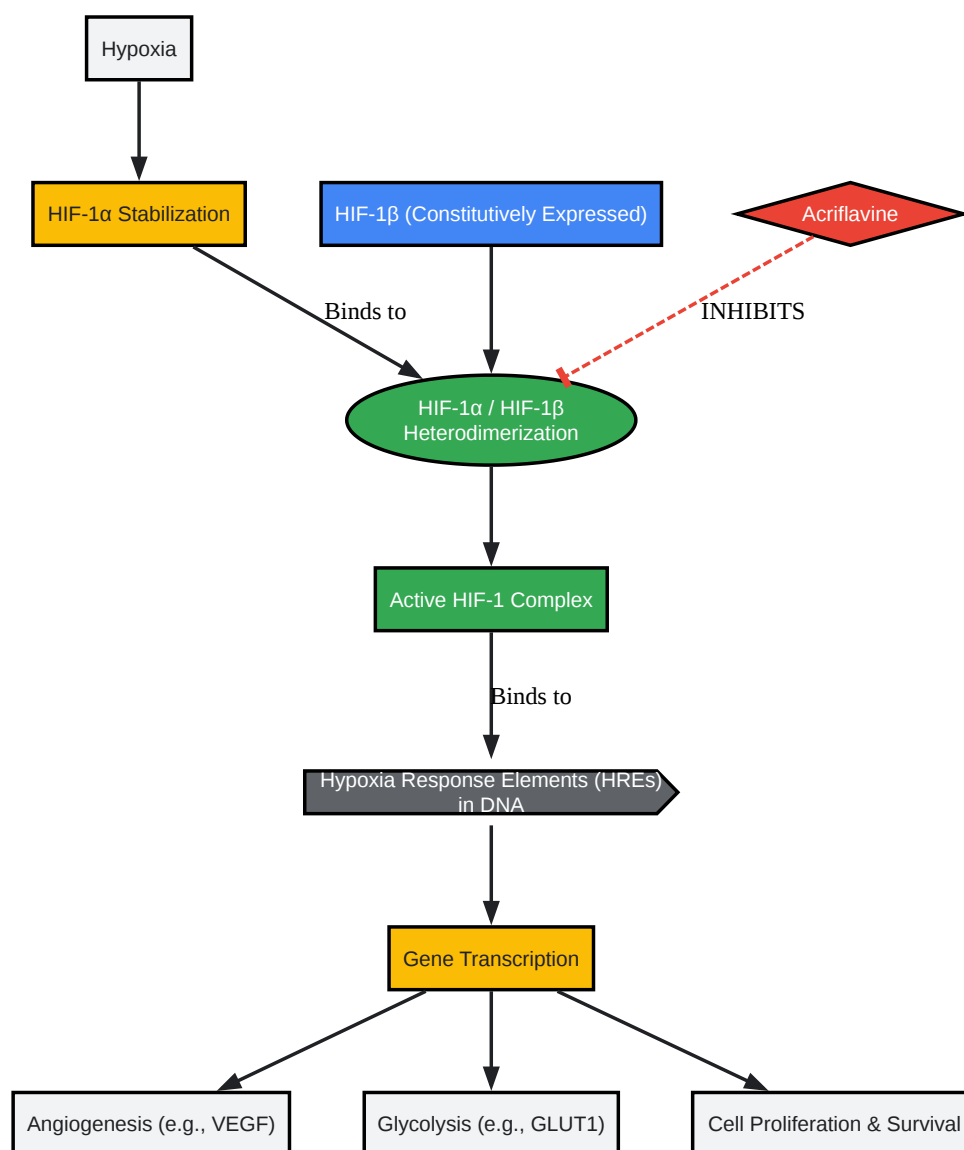 Hypoxia
HIF-1α Stabilization
HIF-1β (Constitutively Expressed)
Acriflavine
Binds to
INHIBITS
HIF-1α / HIF-1β
Heterodimerization
Active HIF-1 Complex
Binds to
Hypoxia Response Elements (HREs)
in DNA
Gene Transcription
Angiogenesis (e.g., VEGF)
Glycolysis (e.g., GLUT1)
Cell Proliferation & Survival